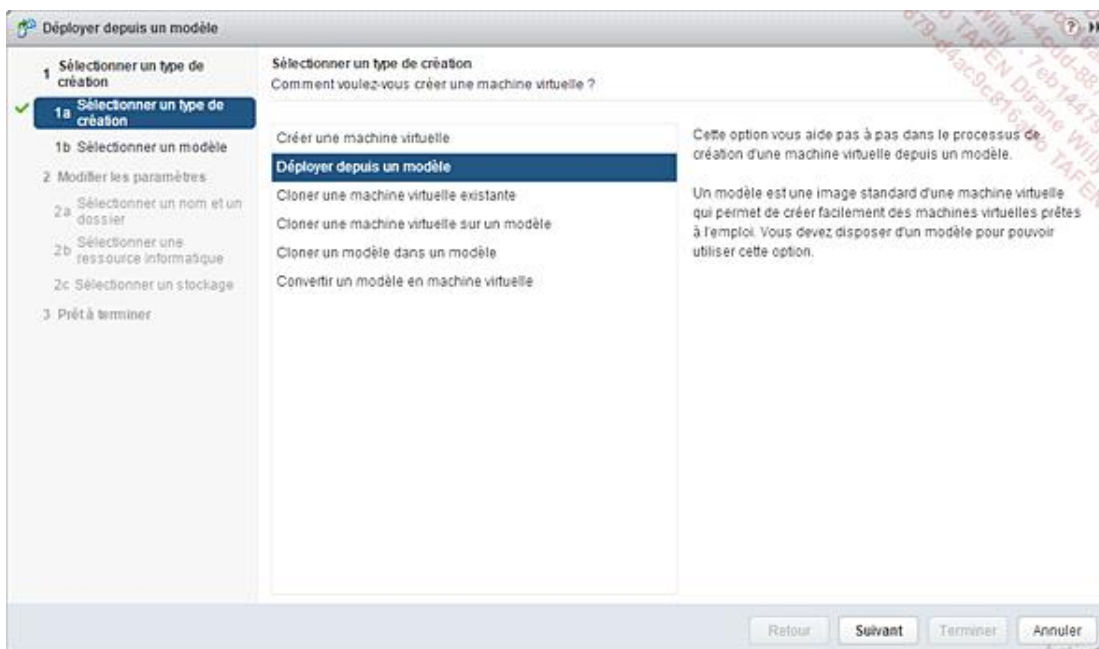 Déployer depuis un modèle
1 Sélectionner un type de
création
1a Sélectionner un type de
création
1b Sélectionner un modèle
2 Modifier les paramètres
2a Sélectionner un nom et un
dossier
2b Sélectionner une
ressource informatique
2c Sélectionner un stockage
3 Prêt à terminer
Sélectionner un type de création
Comment voulez-vous créer une machine virtuelle ?
Créer une machine virtuelle
Déployer depuis un modèle
Cloner une machine virtuelle existante
Cloner une machine virtuelle sur un modèle
Cloner un modèle dans un modèle
Convertir un modèle en machine virtuelle
Cette option vous aide pas à pas dans le processus de
création d'une machine virtuelle depuis un modèle.
Un modèle est une image standard d'une machine virtuelle
qui permet de créer facilement des machines virtuelles prêtes
à l'emploi. Vous devez disposer d'un modèle pour pouvoir
utiliser cette option.
Retour
Suivant
Terminer
Annuler